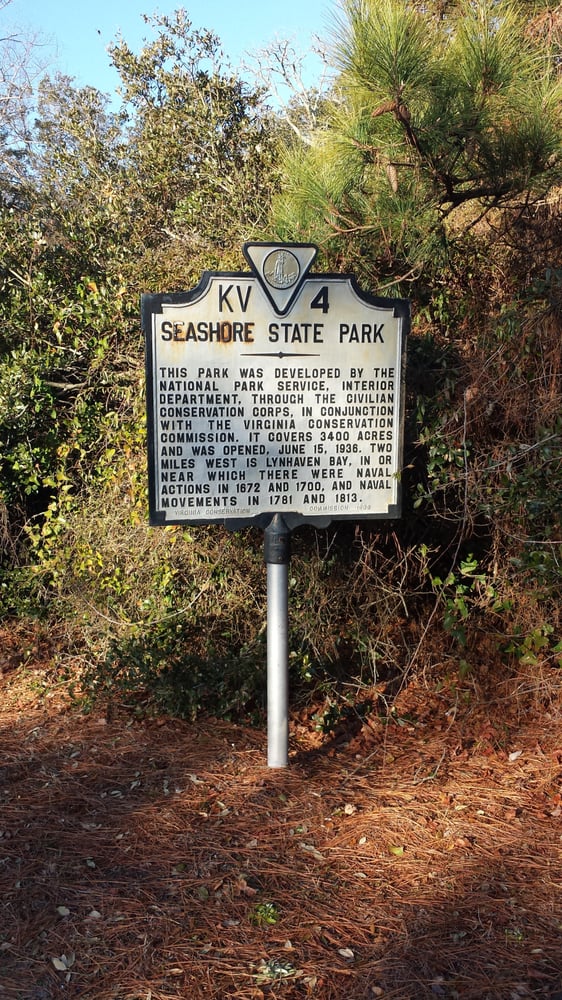 KV 4
SEASHORE STATE PARK
THIS PARK WAS DEVELOPED BY THE
NATIONAL PARK SERVICE, INTERIOR
DEPARTMENT, THROUGH THE CIVILIAN
CONSERVATION CORPS, IN CONJUNCTION
WITH THE VIRGINIA CONSERVATION
COMMISSION. IT COVERS 3400 ACRES
AND WAS OPENED, JUNE 15, 1936. TWO
MILES WEST IS LYNHAVEN BAY, IN OR
NEAR WHICH THERE WERE NAVAL
ACTIONS IN 1672 AND 1700, AND NAVAL
MOVEMENTS IN 1781 AND 1813.
VIRGINIA CONSERVATION COMMISSION